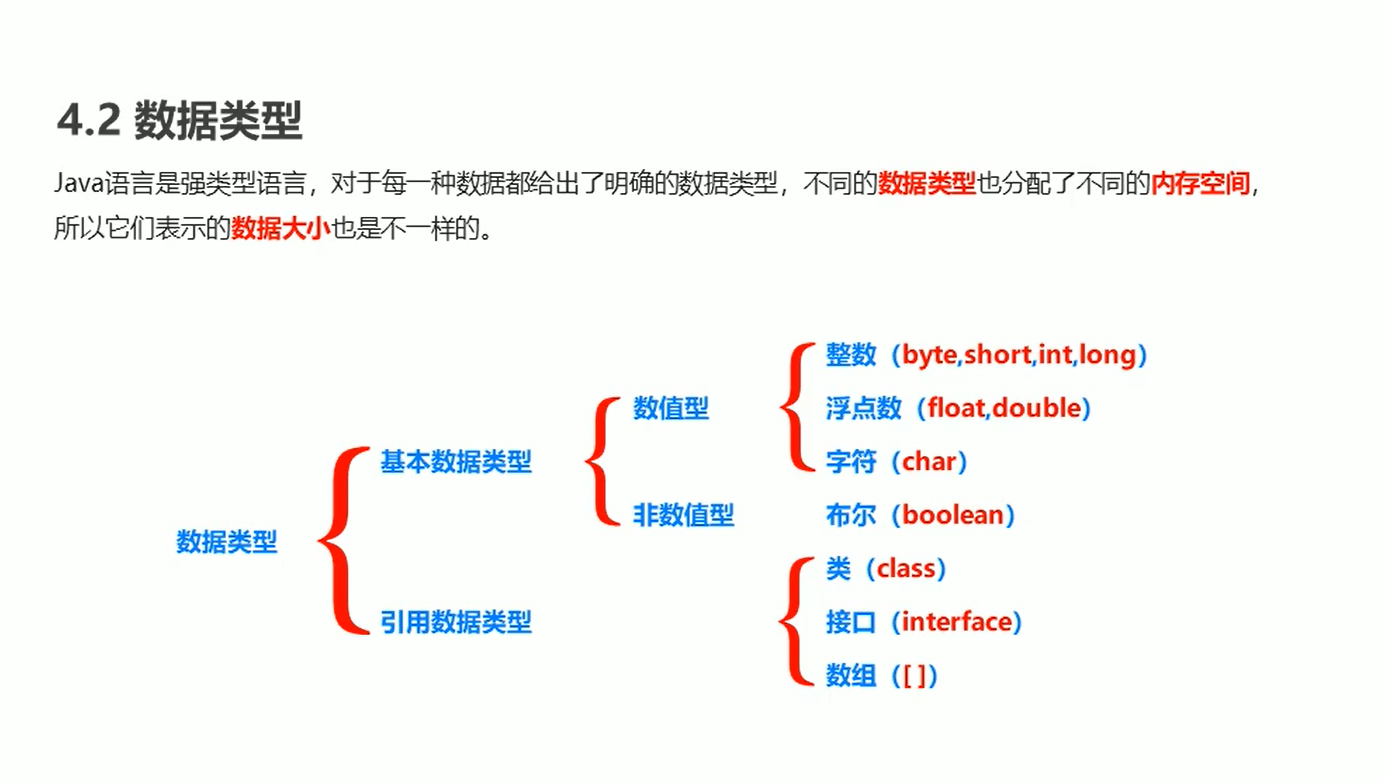 4.2 数据类型
Java语言是强类型语言，对于每一种数据都给出了明确的数据类型，不同的数据类型也分配了不同的内存空间，
所以它们表示的数据大小也是不一样的。
整数（byte,short,int,long）
数值型
浮点数（float,double）
基本数据类型
字符（char）
非数值型
布尔（boolean）
数据类型
类（class）
引用数据类型
接口（interface）
数组（[ ]）